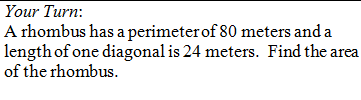 Your Turn:
A rhombus has a perimeter of 80 meters and a
length of one diagonal is 24 meters.  Find the area
of the rhombus.